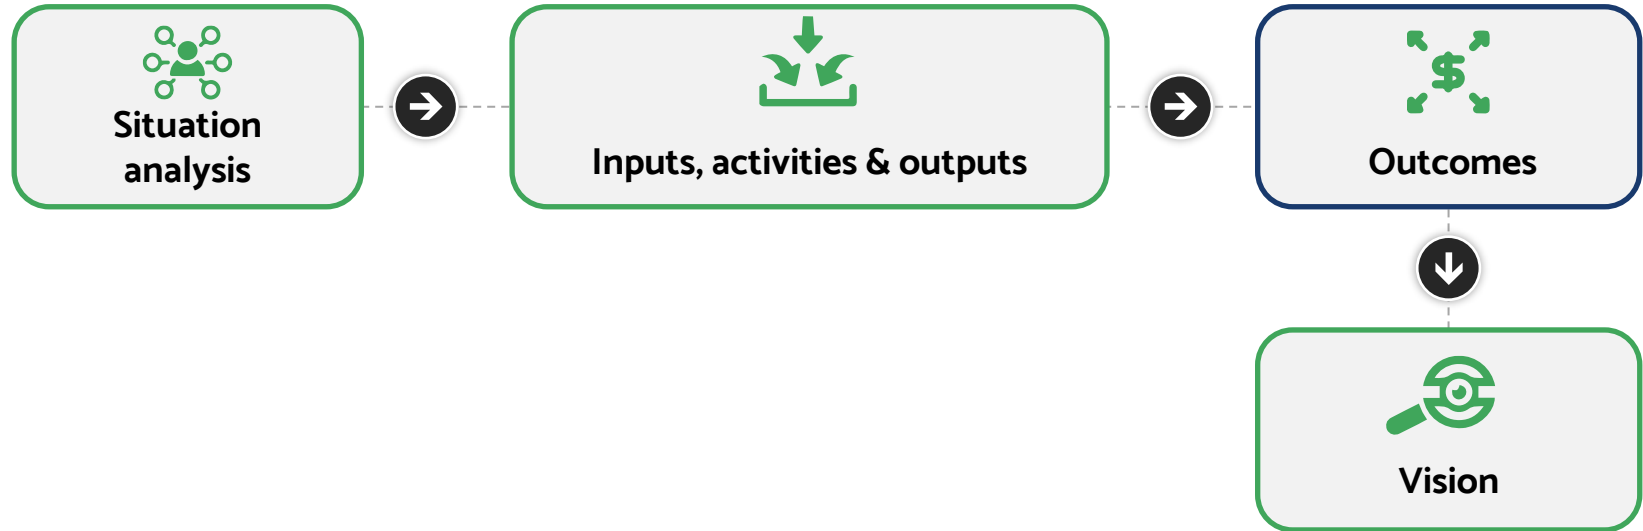 Situation
analysis
Inputs, activities & outputs
Outcomes
Vision